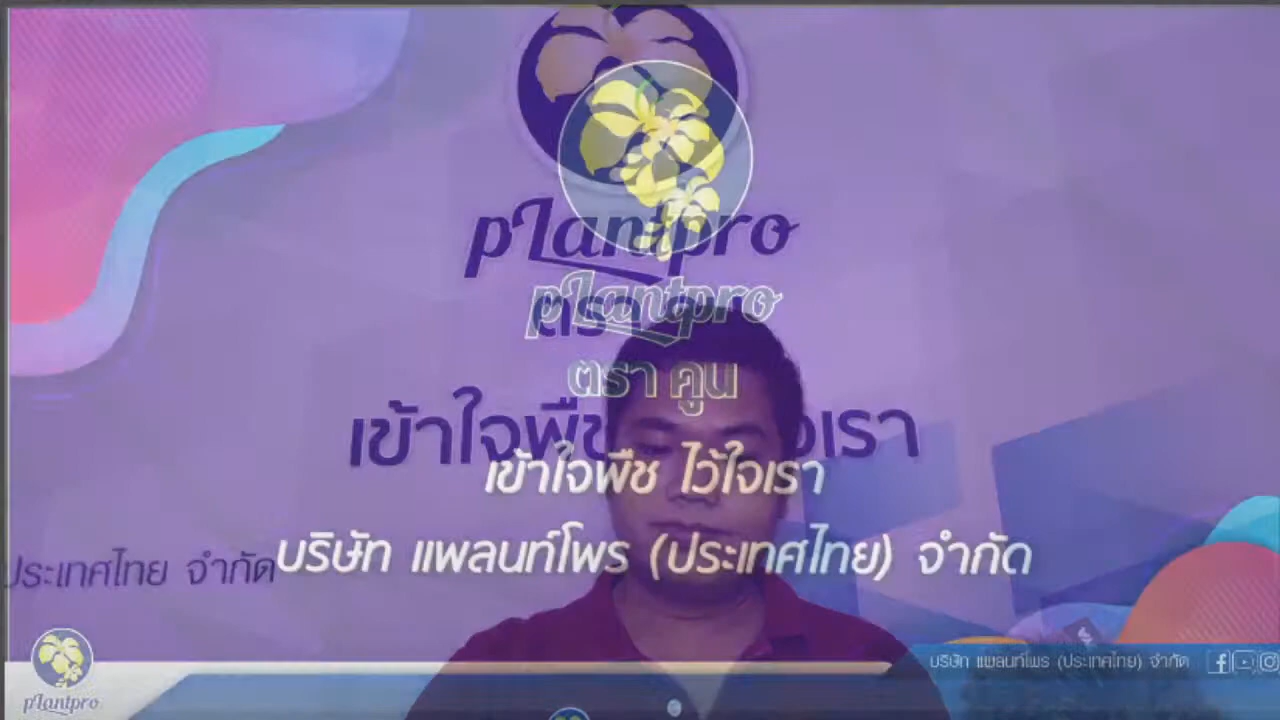 plantpro
plantpro
ตรา คูน
เข้าใจพืช
เรา
เข้าใจพืช ไว้ใจเรา
บริษัท แพลนท์โพร (ประเทศไทย) จำกัด
ประเทศไทย จำกัด
บริษัท แพลนท์โพร (ประเทศไทย) จำกัด
plantpro